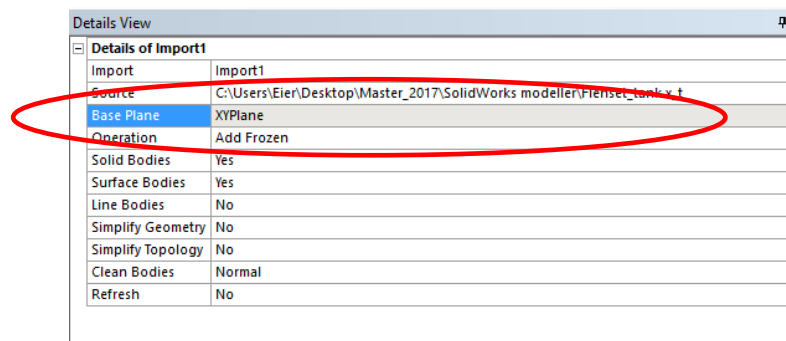 Details View
Details of Import1
Import Import1
Source C:\Users\Eier\Desktop\Master_2017\SolidWorks modeller\Flenset_tank.x_t
Base Plane XYPlane
Operation Add Frozen
Solid Bodies Yes
Surface Bodies Yes
Line Bodies No
Simplify Geometry No
Simplify Topology No
Clean Bodies Normal
Refresh No